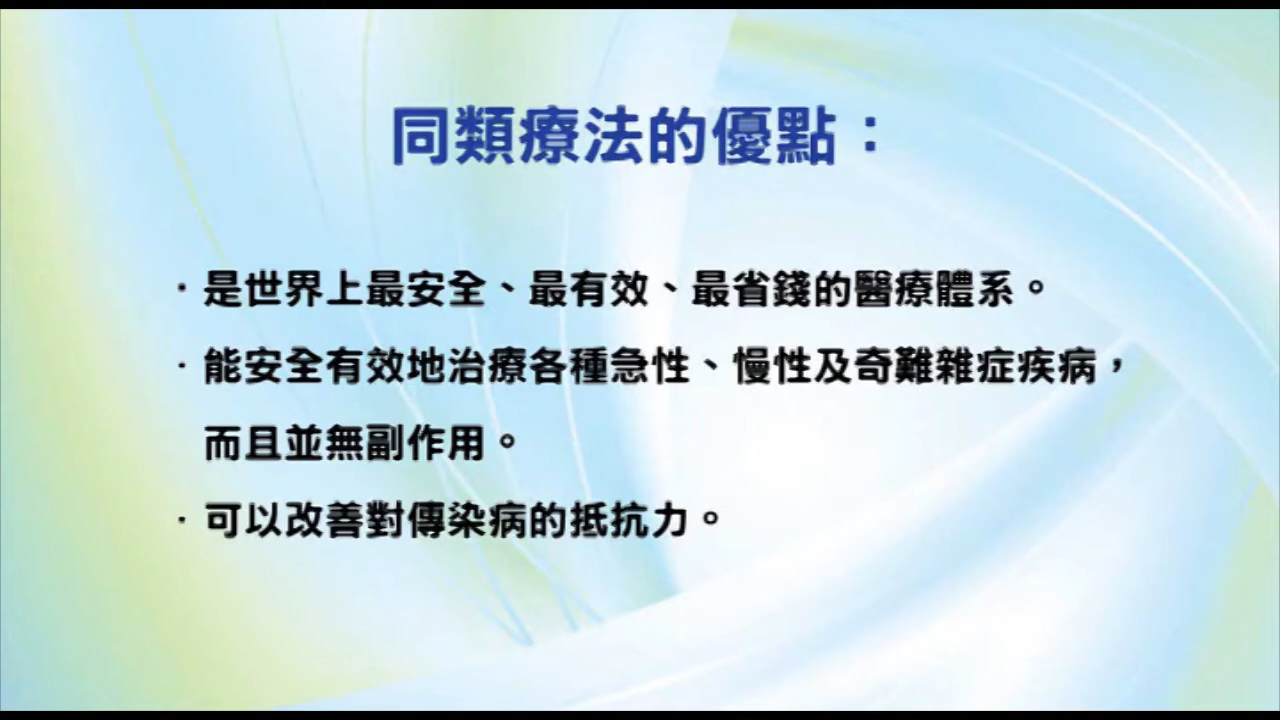 同類療法的優點：
·是世界上最安全、最有效、最省錢的醫療體系。
·能安全有效地治療各種急性、慢性及奇難雜症疾病，
而且並無副作用。
·可以改善對傳染病的抵抗力。